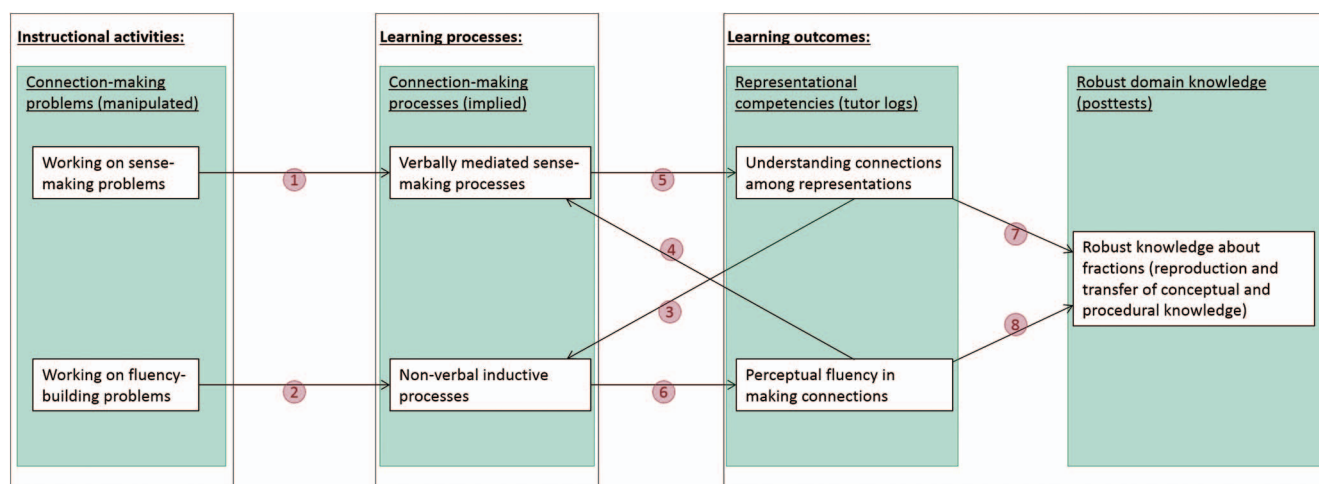 Instructional activities:
Learning processes:
Learning outcomes:
Connection-making
problems (manipulated)
Connection-making
processes (implied)
Representational
competencies (tutor logs)
Robust domain knowledge
(posttests)
Working on sense-
making problems
1
Verbally mediated sense-
making processes
5
Understanding connections
among representations
7
4
3
Robust knowledge about
fractions (reproduction and
transfer of conceptual and
procedural knowledge)
8
Working on fluency-
building problems
2
Non-verbal inductive
processes
6
Perceptual fluency in
making connections